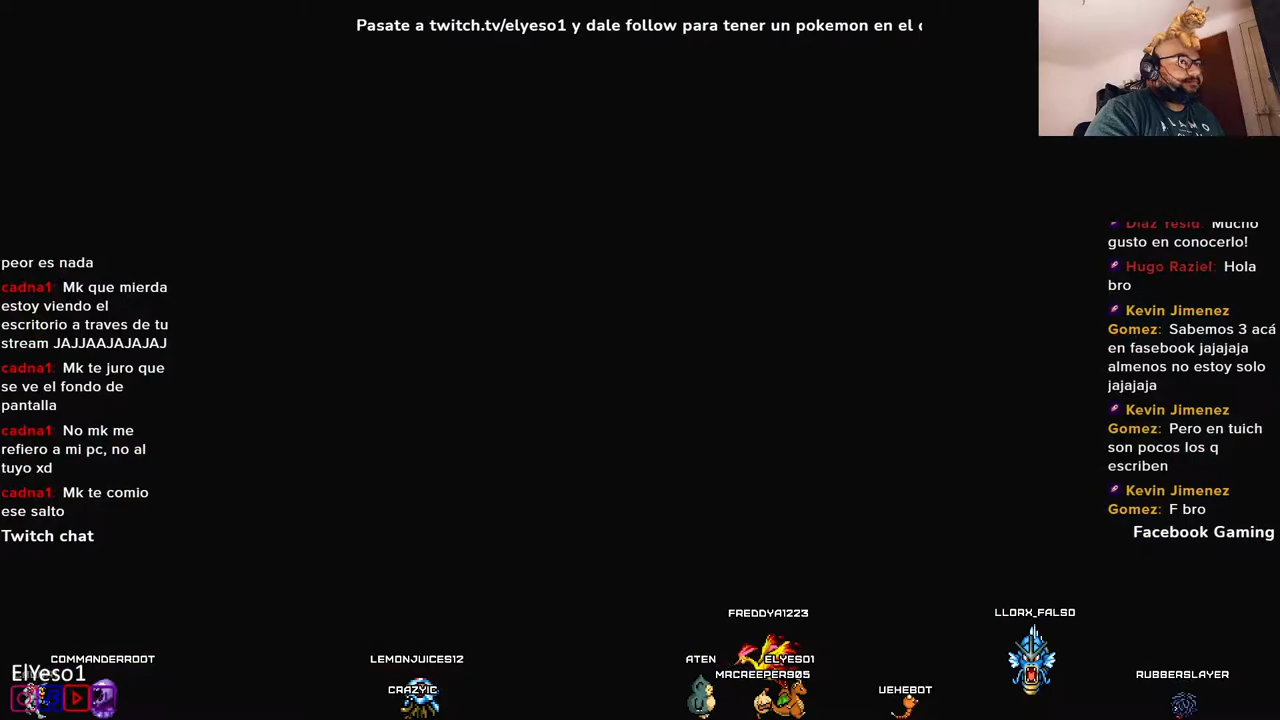 Pasate a twitch.tv/elyeso1 y dale follow para tener un pokemon en el
ALAMO
peor es nada
cadna1: Mk que mierda
estoy viendo el
escritorio a traves de tu
stream JAJJAAJAJAJAJ
cadna1: Mk te juro que
se ve el fondo de
pantalla
cadna1: No mk me
refiero a mi pc, no al
tuyo xd
cadna1: Mk te comio
ese salto
Twitch chat
Diaz Yesid: Mucho
gusto en conocerlo!
Hugo Raziel: Hola
bro
Kevin Jimenez
Gomez: Sabemos 3 acá
en fasebook jajajaja
almenos no estoy solo
jajajaja
Kevin Jimenez
Gomez: Pero en tuich
son pocos los q
escriben
Kevin Jimenez
Gomez: F bro
Facebook Gaming
FREDDYA1223
LLORX_FALSO
COMMANDERROOT
LEMONJUICES12
ATEN
ELYESO1
ElYeso1
MRCREEPER905
RUBBERSLAYER
CRAZYIC
UEHEBOT